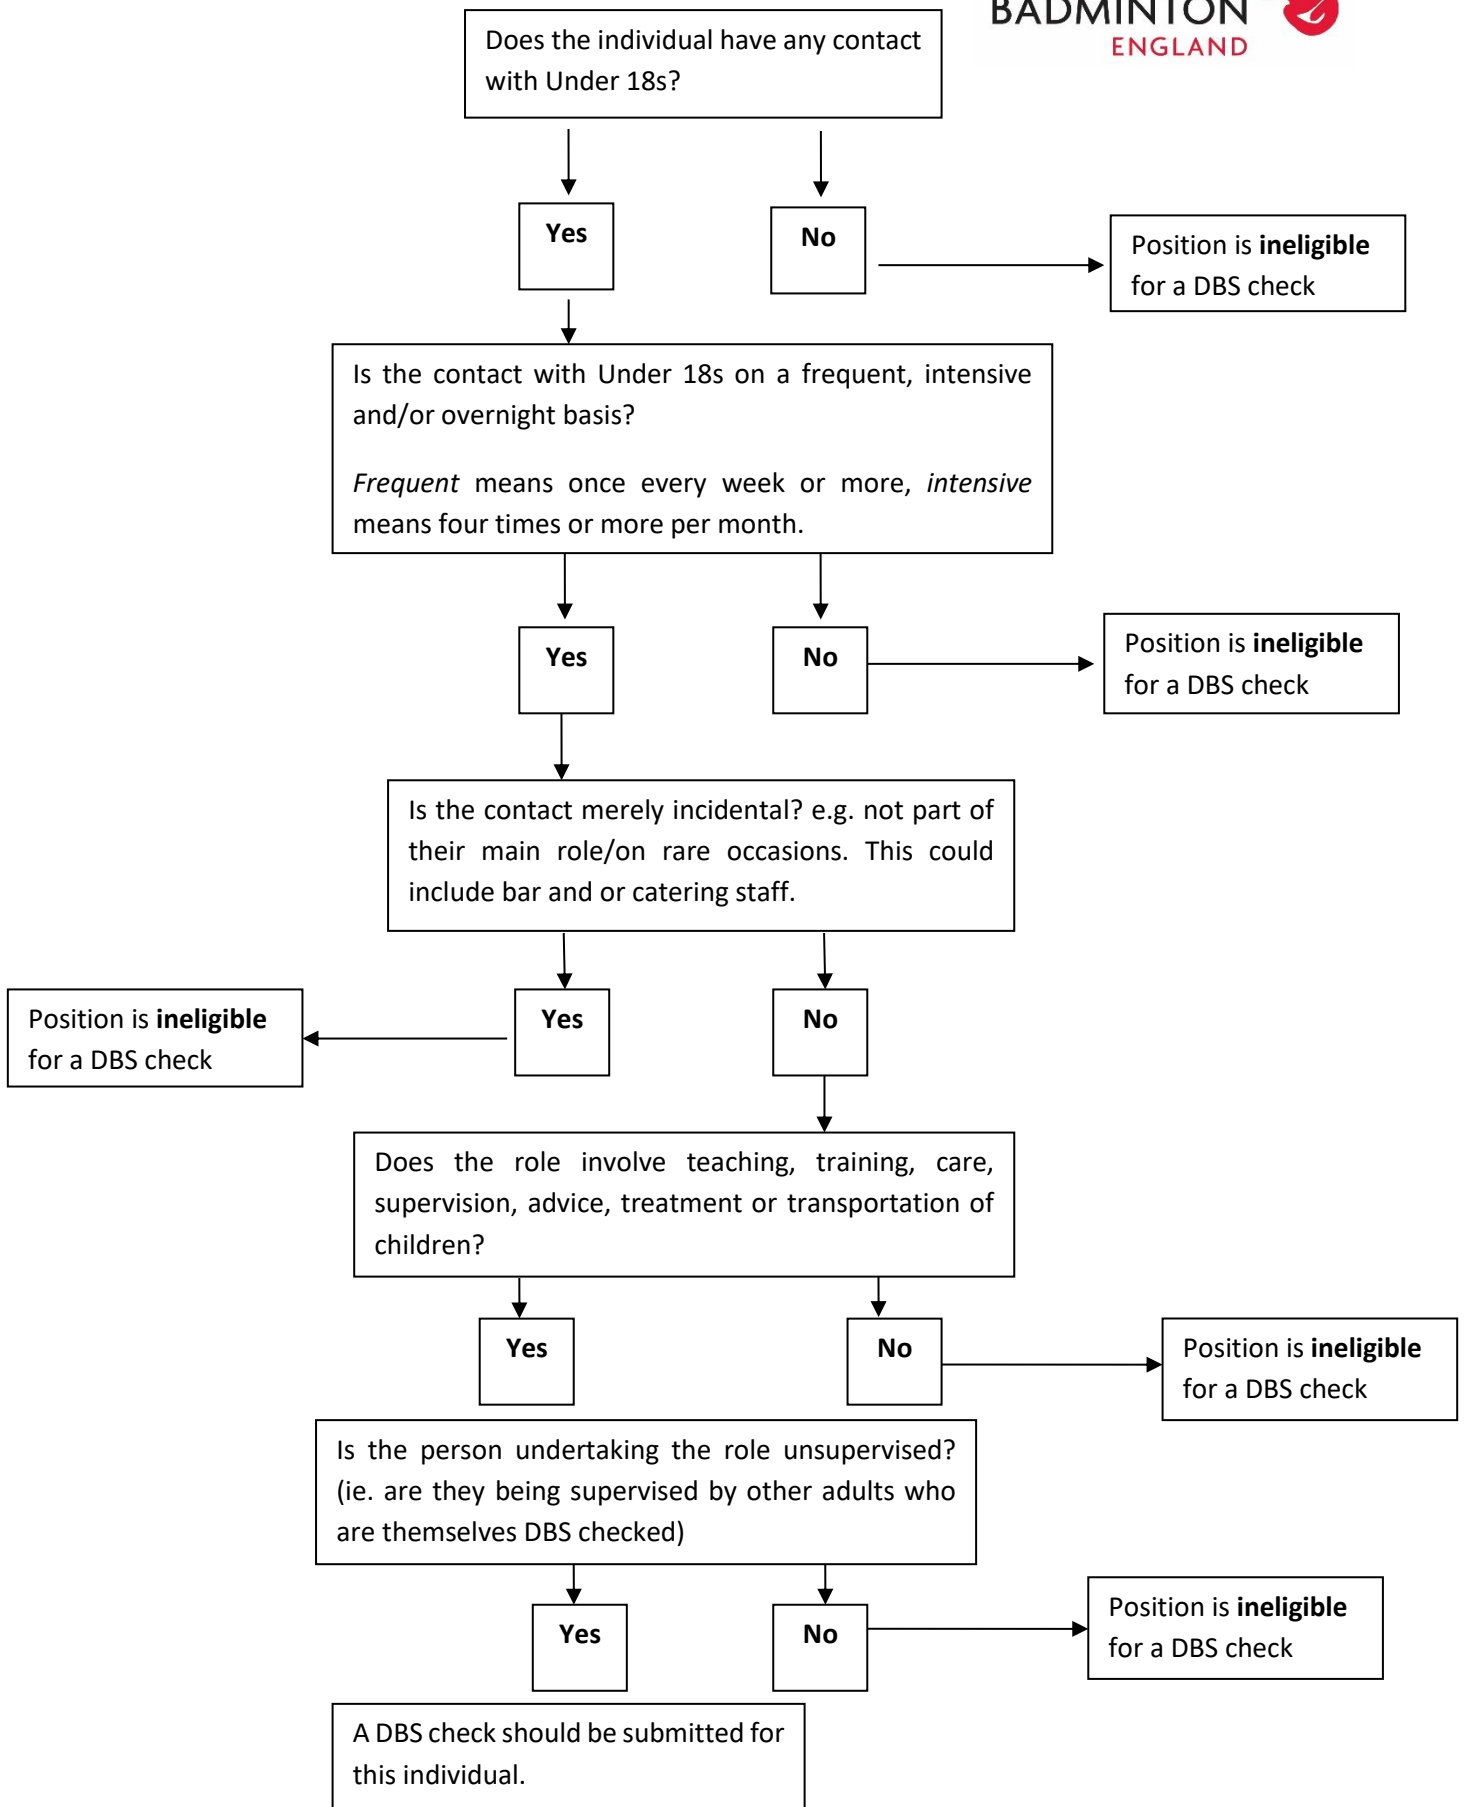 BADMINTON
ENGLAND
Does the individual have any contact
with Under 18s?
Yes
No
Position is ineligible
for a DBS check
Is the contact with Under 18s on a frequent, intensive
and/or overnight basis?
Frequent means once every week or more, intensive
means four times or more per month.
Yes
No
Position is ineligible
for a DBS check
Is the contact merely incidental? e.g. not part of
their main role/on rare occasions. This could
include bar and or catering staff.
Position is ineligible
for a DBS check
Yes
No
Does the role involve teaching, training, care,
supervision, advice, treatment or transportation of
children?
Yes
No
Position is ineligible
for a DBS check
Is the person undertaking the role unsupervised?
(ie. are they being supervised by other adults who
are themselves DBS checked)
Yes
No
Position is ineligible
for a DBS check
A DBS check should be submitted for
this individual.